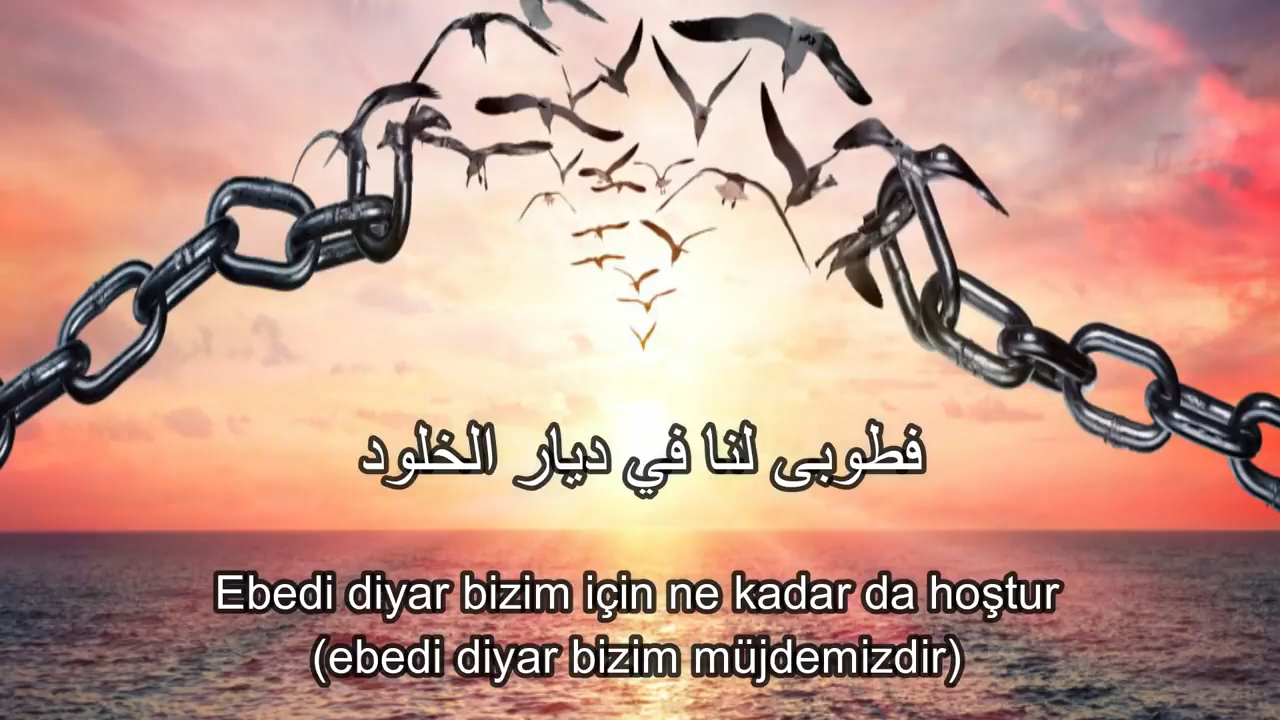 فطوبى لنا في ديار الخلود
Ebedi diyar bizim için ne kadar da hoştur
(ebedi diyar bizim müjdemizdir)